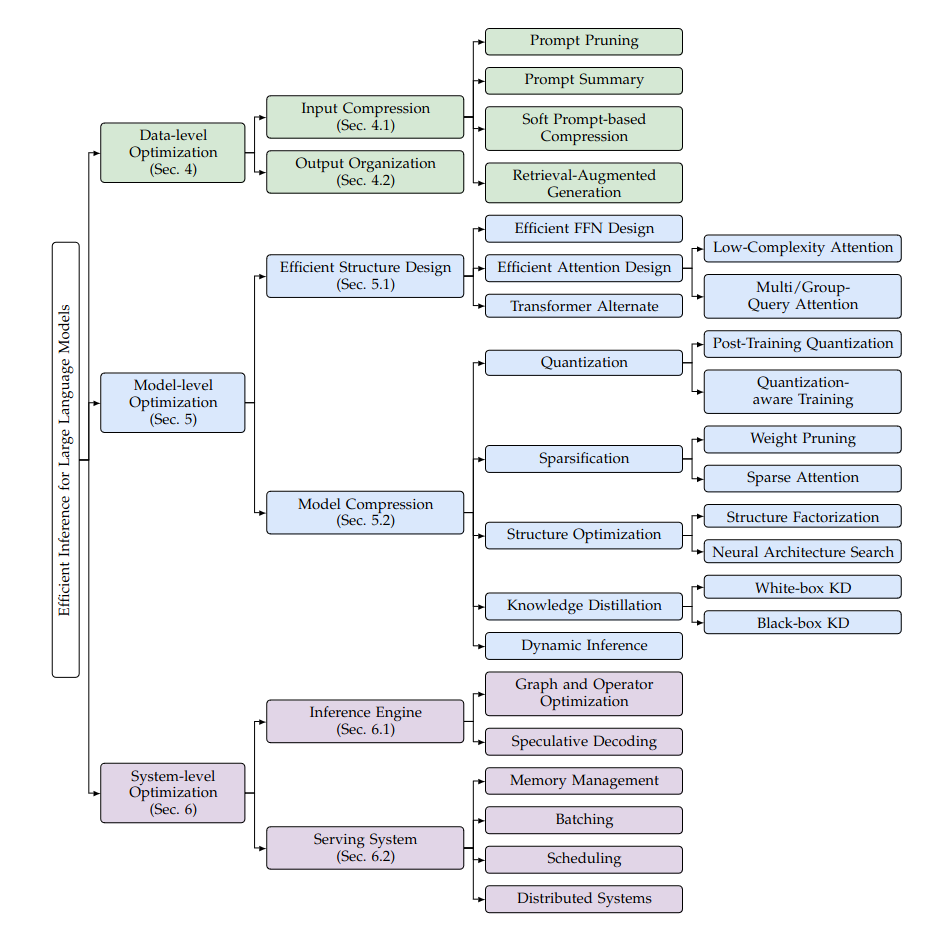 Efficient Inference for Large Language Models
Data-level
Optimization
(Sec. 4)
Input Compression
(Sec. 4.1)
Prompt Pruning
Prompt Summary
Soft Prompt-based
Compression
Retrieval-Augmented
Generation
Output Organization
(Sec. 4.2)
Model-level
Optimization
(Sec. 5)
Efficient Structure Design
(Sec. 5.1)
Efficient FFN Design
Efficient Attention Design
Low-Complexity Attention
Multi/Group-
Query Attention
Transformer Alternate
Model Compression
(Sec. 5.2)
Quantization
Post-Training Quantization
Quantization-
aware Training
Sparsification
Weight Pruning
Sparse Attention
Structure Optimization
Structure Factorization
Neural Architecture Search
Knowledge Distillation
White-box KD
Black-box KD
Dynamic Inference
System-level
Optimization
(Sec. 6)
Inference Engine
(Sec. 6.1)
Graph and Operator
Optimization
Speculative Decoding
Serving System
(Sec. 6.2)
Memory Management
Batching
Scheduling
Distributed Systems